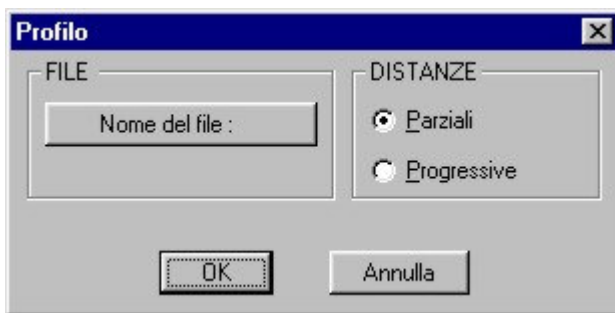 Profilo
FILE
Nome del file :
DISTANZE
Parziali
Progressive
OK
Annulla